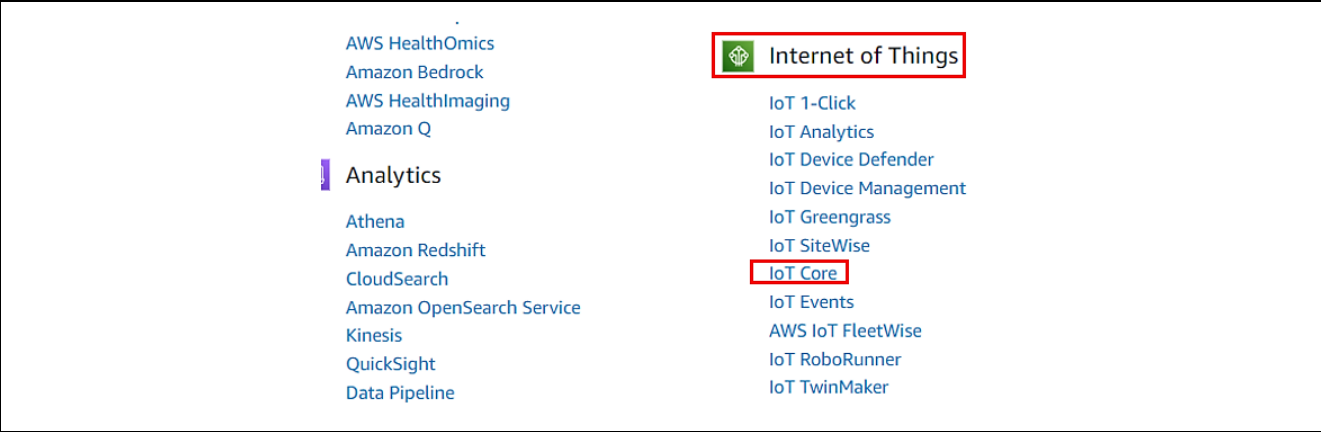 AWS HealthOmics
Amazon Bedrock
AWS HealthImaging
Amazon Q
Analytics
Athena
Amazon Redshift
CloudSearch
Amazon OpenSearch Service
Kinesis
QuickSight
Data Pipeline
Internet of Things
IoT 1-Click
IoT Analytics
IoT Device Defender
IoT Device Management
IoT Greengrass
IoT SiteWise
IoT Core
IoT Events
AWS IoT FleetWise
IoT RoboRunner
IoT TwinMaker